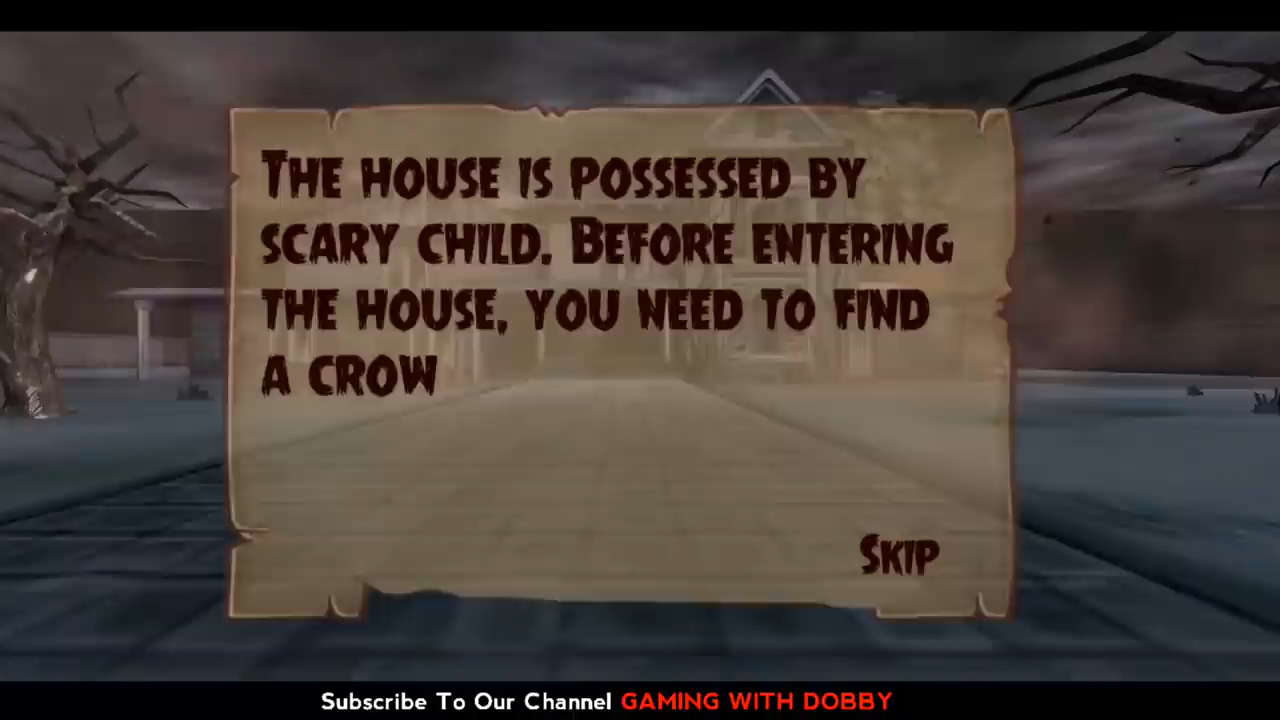 The house is possessed by
scary child. Before entering
the house, you need to find
a crow
Skip
Subscribe To Our Channel GAMING WITH DOBBY